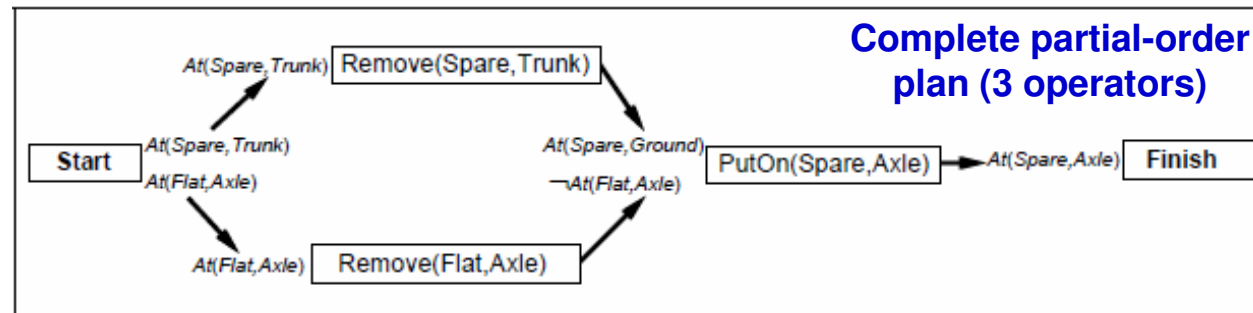 Complete partial-order
plan (3 operators)
At(Spare,Trunk) Remove(Spare,Trunk)
Start At(Spare,Trunk)
At(Flat,Axle)
At(Spare,Ground)
¬At(Flat,Axle)
PutOn(Spare,Axle) At(Spare,Axle) Finish
At(Flat,Axle) Remove(Flat,Axle)